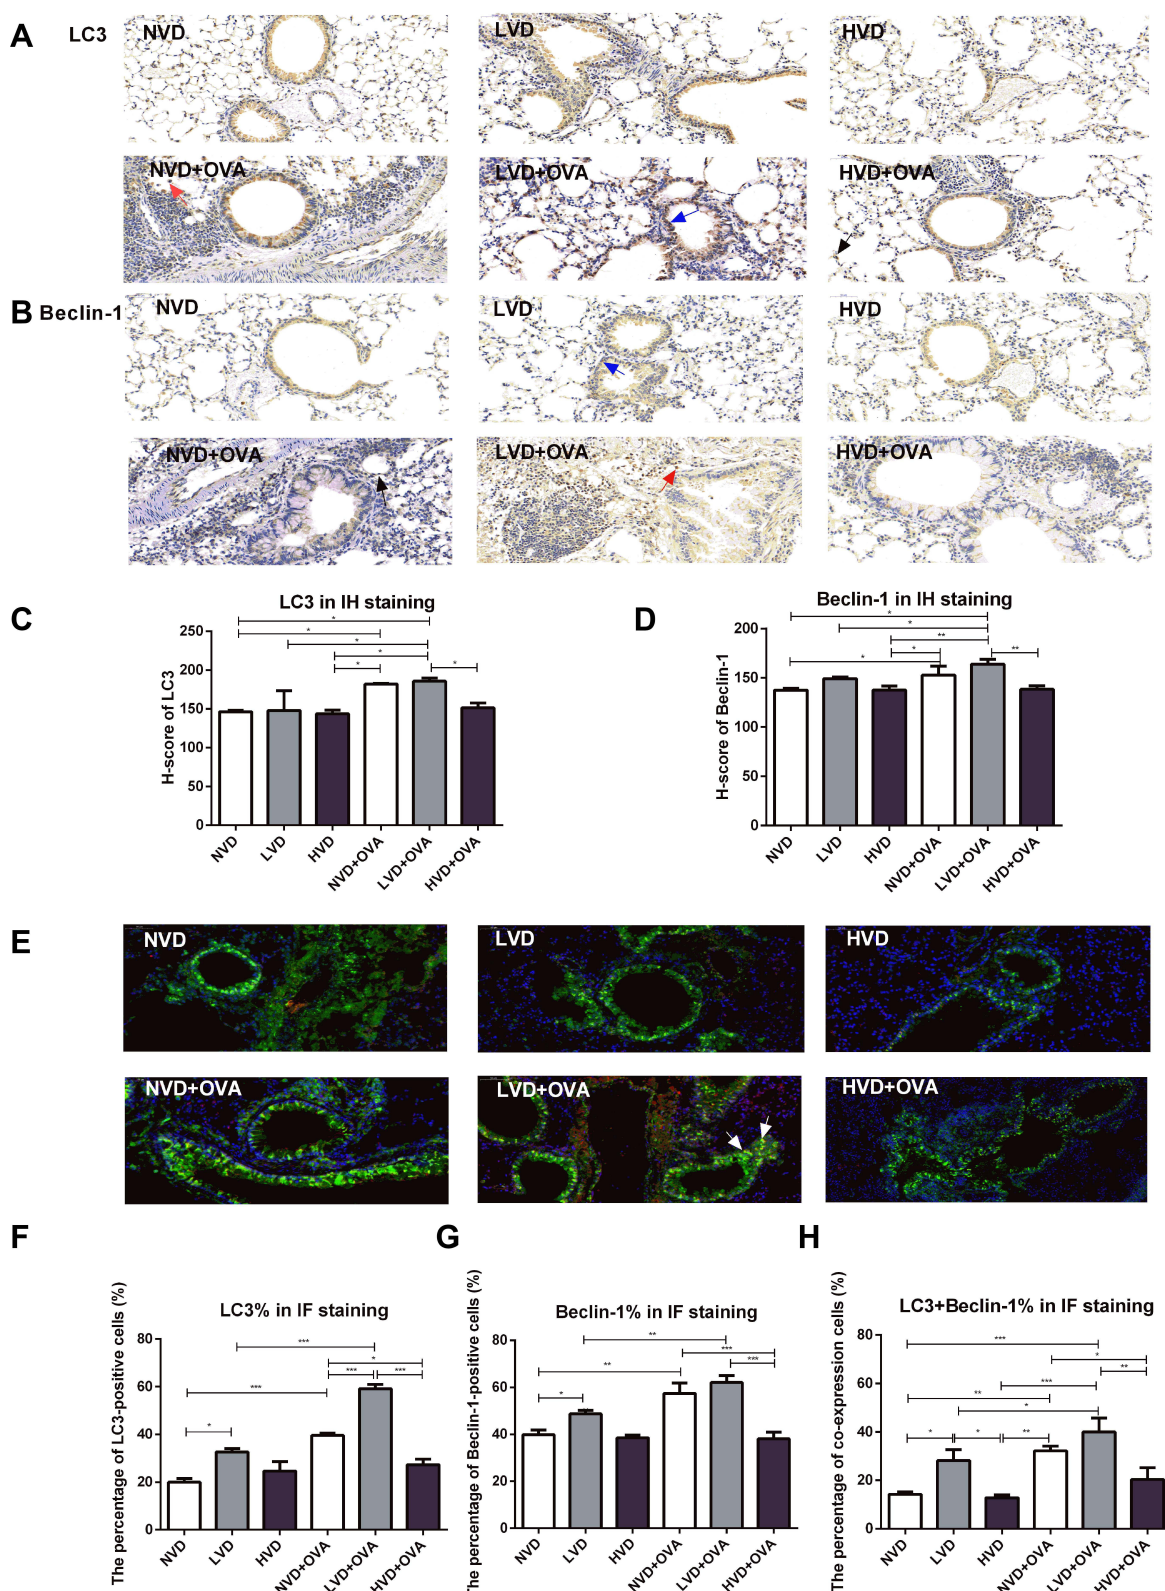 A LC3 NVD LVD HVD
NVD+OVA LVD+OVA HVD+OVA
B Beclin-1 NVD LVD HVD
NVD+OVA LVD+OVA HVD+OVA
C
LC3 in IH staining
H-score of LC3
250
200
150
100
50
0
* * * * * *
NVD LVD HVD NVD+OVA LVD+OVA HVD+OVA
D
Beclin-1 in IH staining
H-score of Beclin-1
200
150
100
50
0
* * ** * * **
NVD LVD HVD NVD+OVA LVD+OVA HVD+OVA
E NVD LVD HVD
NVD+OVA LVD+OVA HVD+OVA
F
LC3% in IF staining
The percentage of LC3-positive cells (%)
80
60
40
20
0
*** * *** *** *** *
NVD LVD HVD NVD+OVA LVD+OVA HVD+OVA
G
Beclin-1% in IF staining
The percentage of Beclin-1-positive cells (%)
80
60
40
20
0
** *** ** *** *
NVD LVD HVD NVD+OVA LVD+OVA HVD+OVA
H
LC3+Beclin-1% in IF staining
The percentage of co-expression cells (%)
80
60
40
20
0
*** * ** *** ** * * * **
NVD LVD HVD NVD+OVA LVD+OVA HVD+OVA